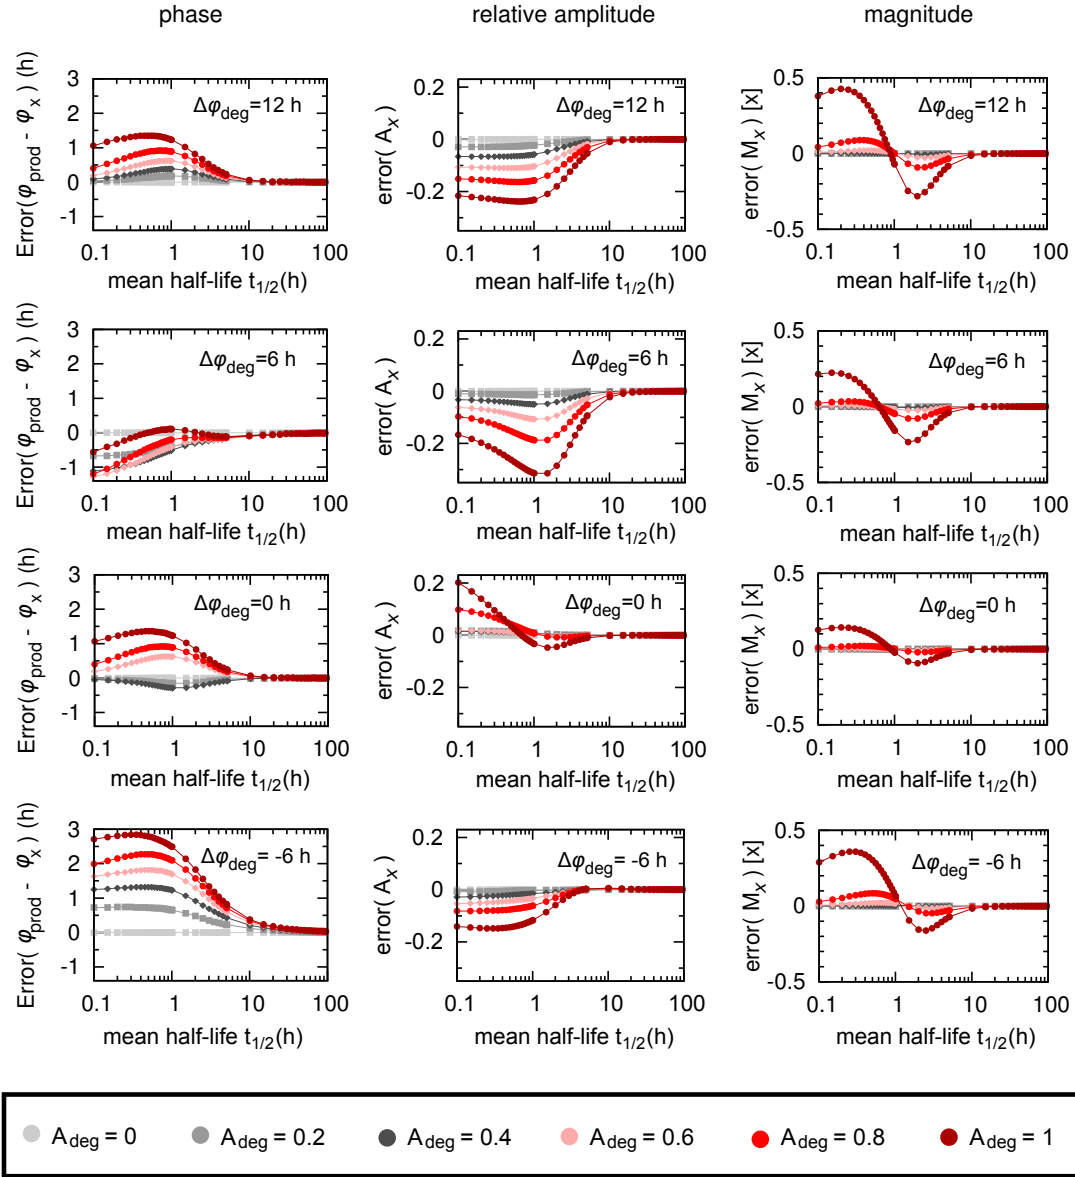 phase relative amplitude magnitude
Error( φprod - φx ) (h) 3 2 1 0 -1 Δφdeg=12 h 0.1 1 10 100 mean half-life t1/2(h)
error( Ax ) 0.2 0 -0.2 Δφdeg=12 h 0.1 1 10 100 mean half-life t1/2(h)
error( Mx ) [x] 0.5 0 -0.5 Δφdeg=12 h 0.1 1 10 100 mean half-life t1/2(h)
Error( φprod - φx ) (h) 3 2 1 0 -1 Δφdeg=6 h 0.1 1 10 100 mean half-life t1/2(h)
error( Ax ) 0.2 0 -0.2 Δφdeg=6 h 0.1 1 10 100 mean half-life t1/2(h)
error( Mx ) [x] 0.5 0 -0.5 Δφdeg=6 h 0.1 1 10 100 mean half-life t1/2(h)
Error( φprod - φx ) (h) 3 2 1 0 -1 Δφdeg=0 h 0.1 1 10 100 mean half-life t1/2(h)
error( Ax ) 0.2 0 -0.2 Δφdeg=0 h 0.1 1 10 100 mean half-life t1/2(h)
error( Mx ) [x] 0.5 0 -0.5 Δφdeg=0 h 0.1 1 10 100 mean half-life t1/2(h)
Error( φprod - φx ) (h) 3 2 1 0 -1 Δφdeg= -6 h 0.1 1 10 100 mean half-life t1/2(h)
error( Ax ) 0.2 0 -0.2 Δφdeg= -6 h 0.1 1 10 100 mean half-life t1/2(h)
error( Mx ) [x] 0.5 0 -0.5 Δφdeg= -6 h 0.1 1 10 100 mean half-life t1/2(h)
Adeg = 0 Adeg = 0.2 Adeg = 0.4 Adeg = 0.6 Adeg = 0.8 Adeg = 1